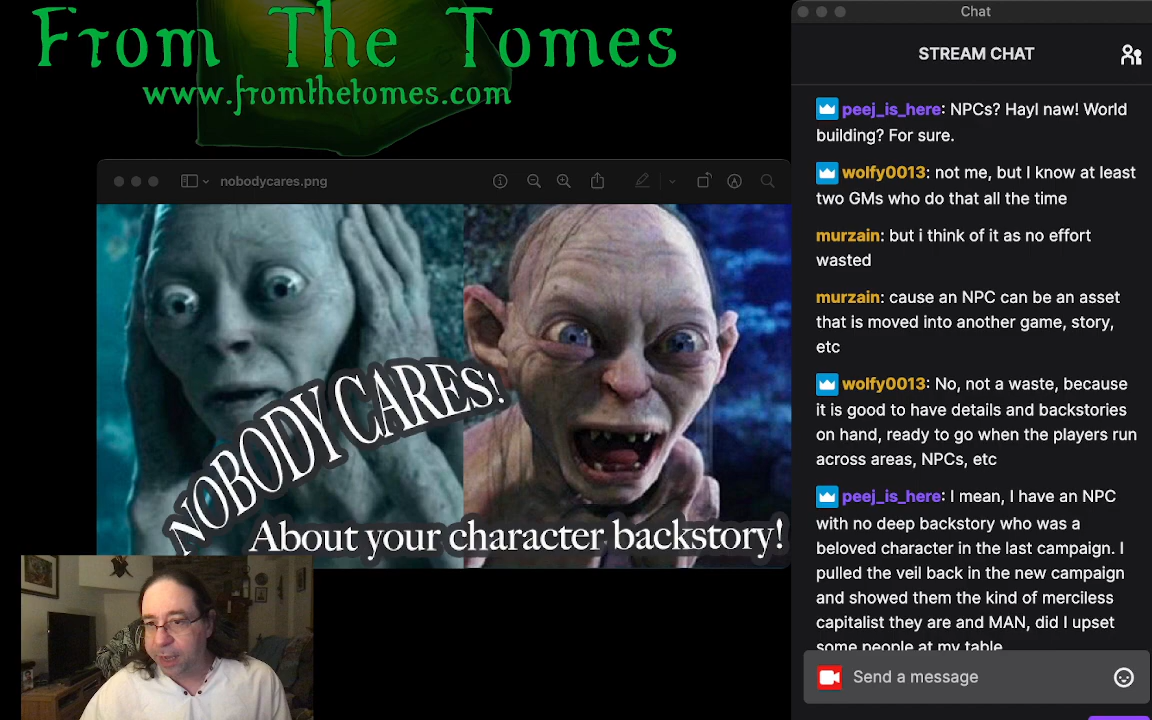 From The Tomes
www.fromthetomes.com
nobodycares.png
NOBODY CARES!
About your character backstory!
Chat
STREAM CHAT
peej_is_here: NPCs? Hayl naw! World
building? For sure.
wolfy0013: not me, but I know at least
two GMs who do that all the time
murzain: but i think of it as no effort
wasted
murzain: cause an NPC can be an asset
that is moved into another game, story,
etc
wolfy0013: No, not a waste, because
it is good to have details and backstories
on hand, ready to go when the players run
across areas, NPCs, etc
peej_is_here: I mean, I have an NPC
with no deep backstory who was a
beloved character in the last campaign. I
pulled the veil back in the new campaign
and showed them the kind of merciless
capitalist they are and MAN, did I upset
some people at my table
Send a message